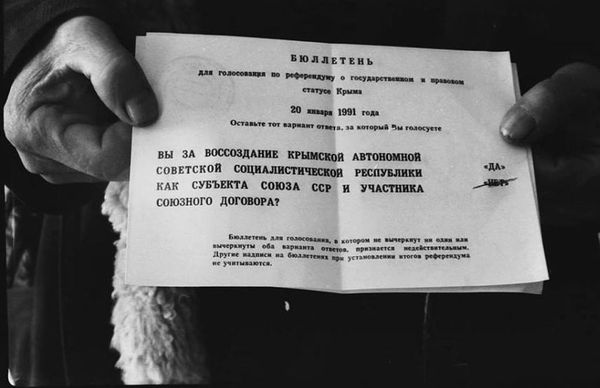 БЮЛЛЕТЕНЬ
для голосования по референдуму о государственном и правовом
статусе Крыма
20 января 1991 года
Оставьте тот вариант ответа, за который Вы голосуете
ВЫ ЗА ВОССОЗДАНИЕ КРЫМСКОЙ АВТОНОМНОЙ
СОВЕТСКОЙ СОЦИАЛИСТИЧЕСКОЙ РЕСПУБЛИКИ
КАК СУБЪЕКТА СОЮЗА ССР И УЧАСТНИКА
СОЮЗНОГО ДОГОВОРА?
«ДА»
«НЕТ»
Бюллетень для голосования, в котором не вычеркнут ни один или
вычеркнуты оба варианта ответов, признается недействительным.
Другие надписи на бюллетенях при установлении итогов референдума
не учитываются.